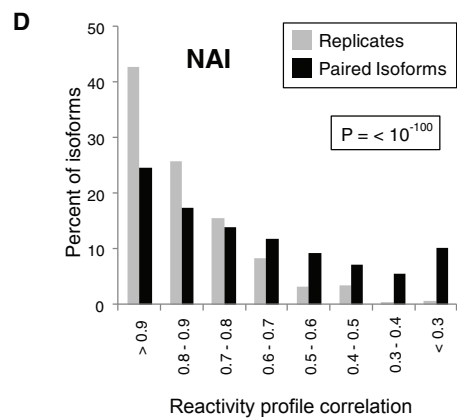 D
NAI
Replicates
Paired Isoforms
P = < 10⁻¹⁰⁰
Percent of isoforms
50
40
30
20
10
0
> 0.9
0.8 - 0.9
0.7 - 0.8
0.6 - 0.7
0.5 - 0.6
0.4 - 0.5
0.3 - 0.4
< 0.3
Reactivity profile correlation